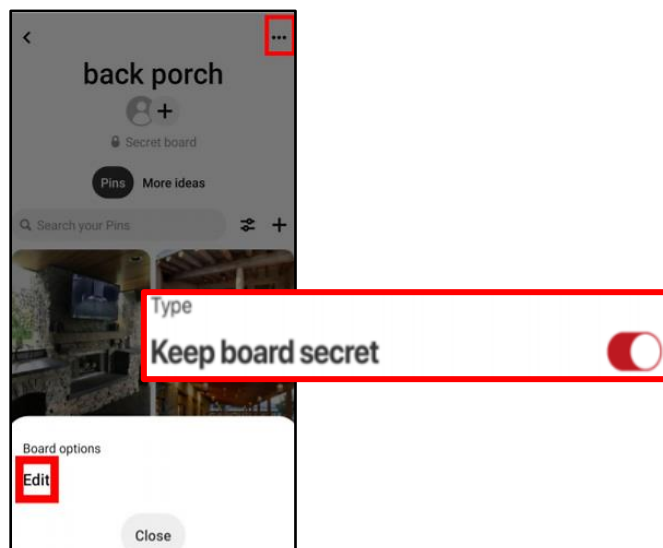 back porch
Secret board
Pins More ideas
Search your Pins
Type
Keep board secret
Board options
Edit
Close